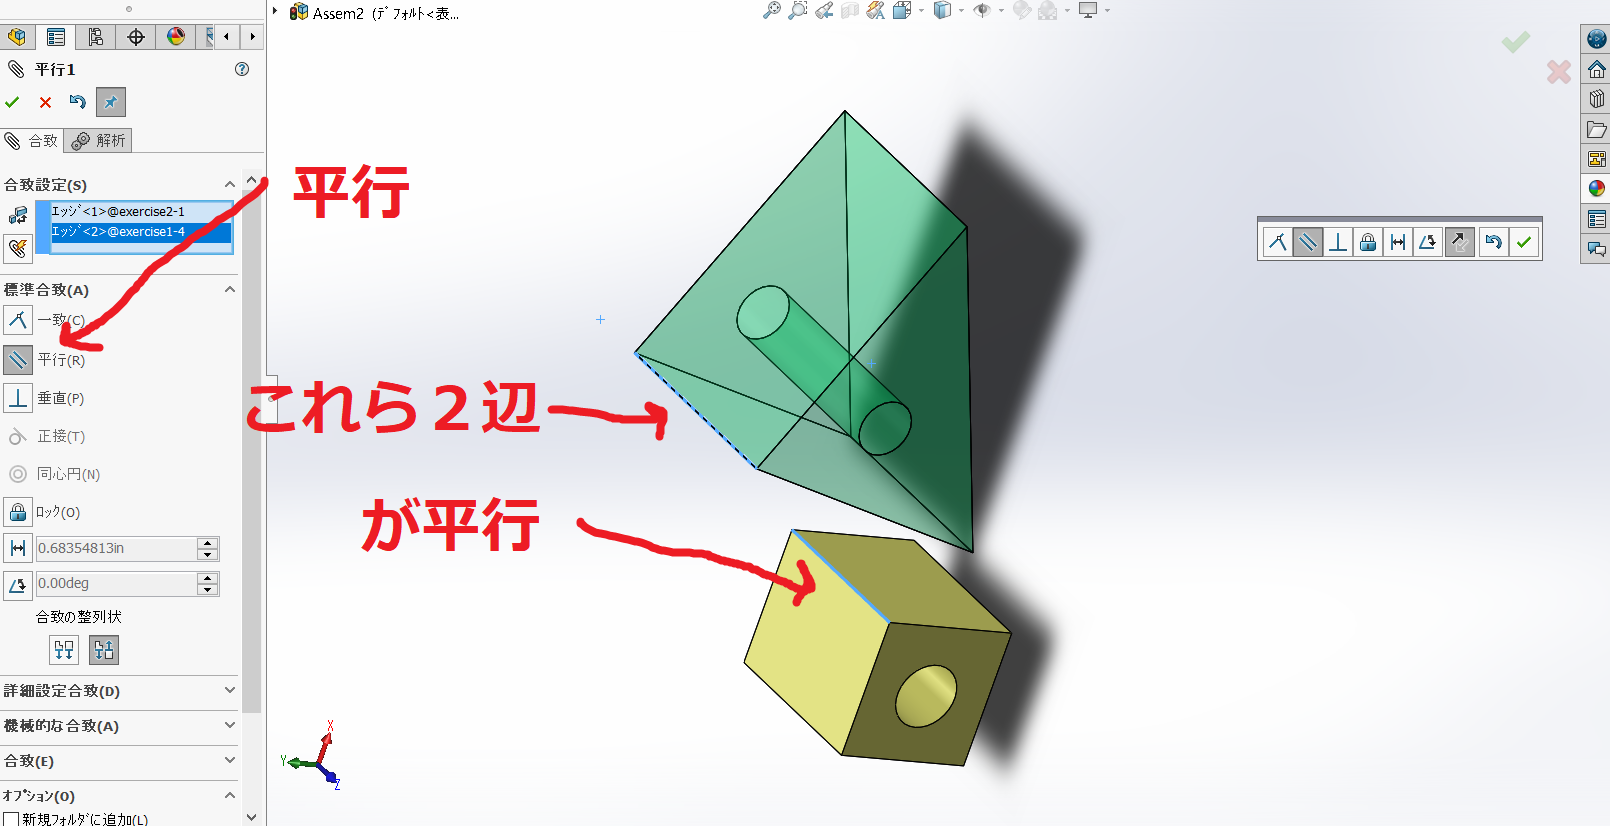 Assem2 (ﾃﾞﾌｫﾙﾄ<表...
平行1
合致
解析
合致設定(S)
ｴｯｼﾞ<1>@exercise2-1
ｴｯｼﾞ<2>@exercise1-4
標準合致(A)
一致(C)
平行(R)
垂直(P)
正接(T)
同心円(N)
ﾛｯｸ(O)
0.68354813in
0.00deg
合致の整列状
詳細設定合致(D)
機械的な合致(A)
合致(E)
ｵﾌﾟｼｮﾝ(O)
新規ﾌｫﾙﾀﾞに追加(L)
平行
これら２辺
が平行
X
Y
Z